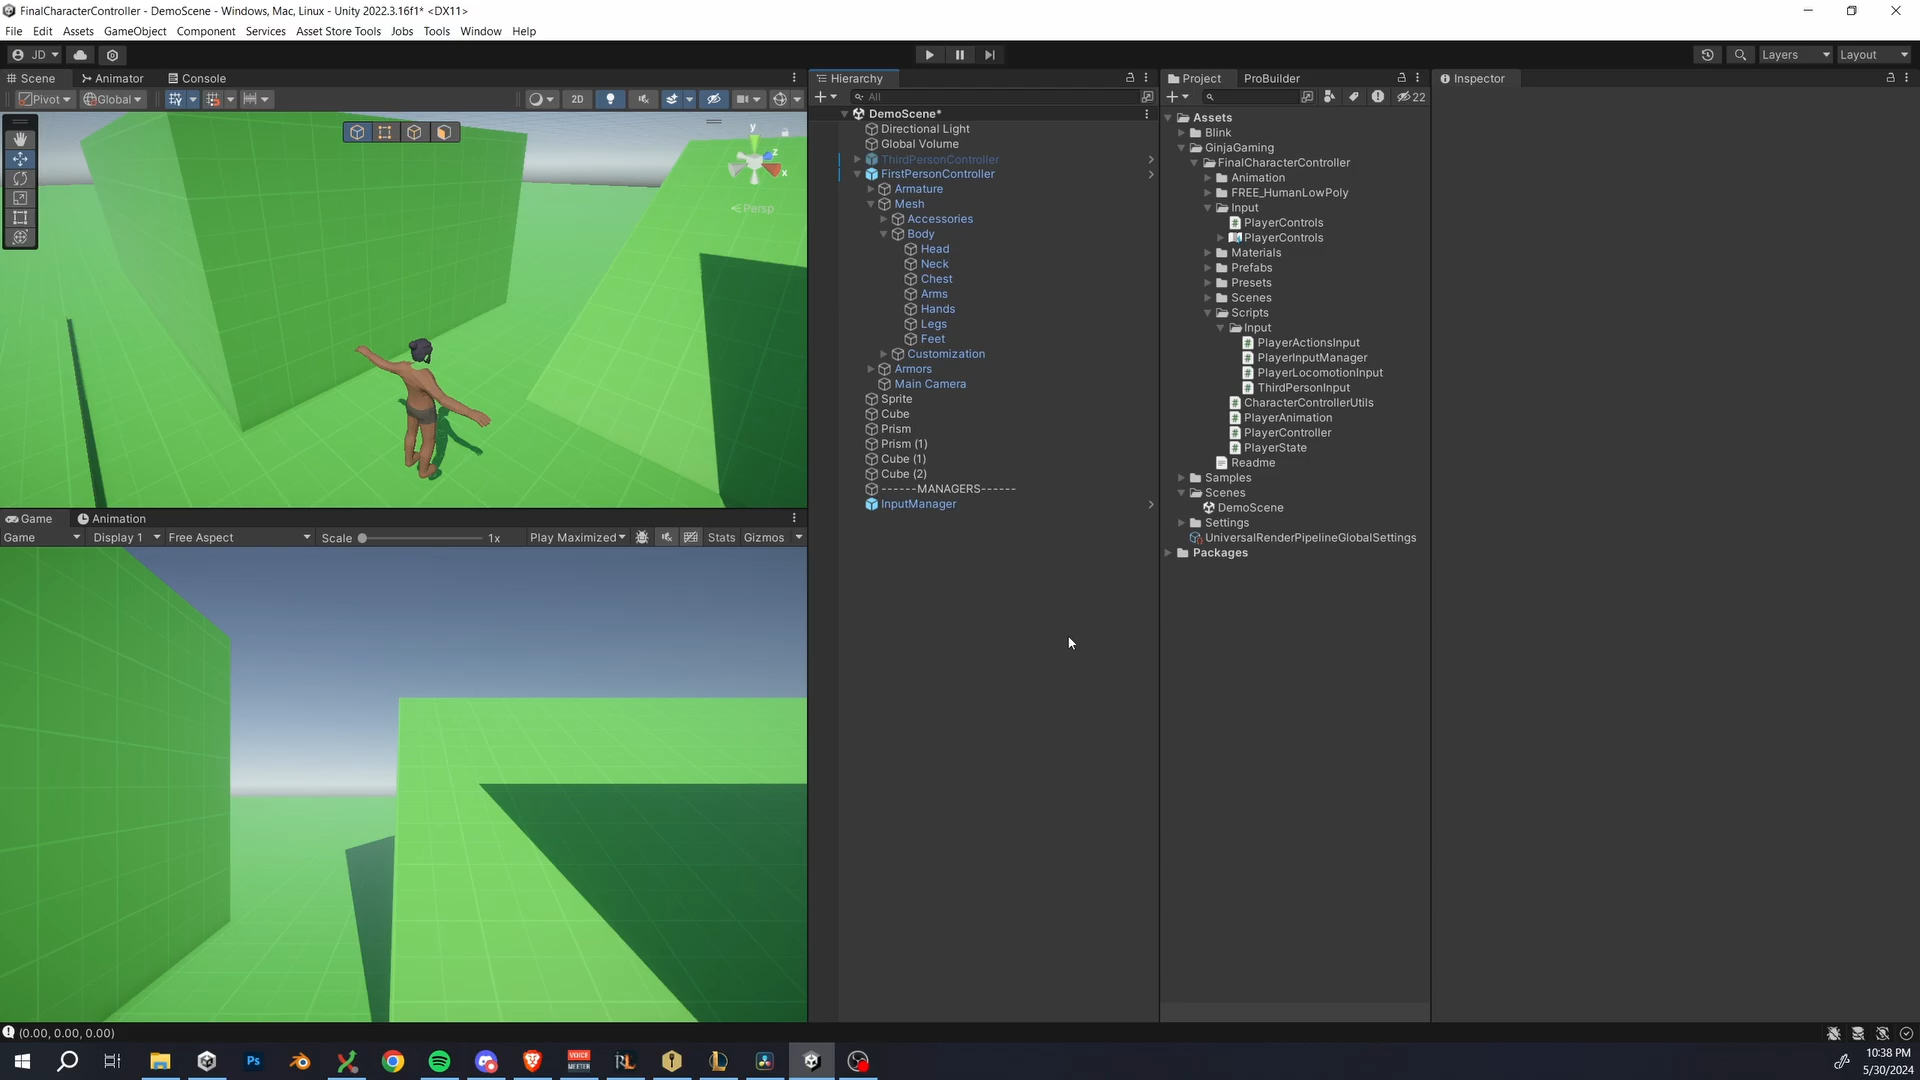 FinalCharacterController - DemoScene - Windows, Mac, Linux - Unity 2022.3.16f1* <DX11>
File Edit Assets GameObject Component Services Asset Store Tools Jobs Tools Window Help
JD
Layers
Layout
Scene Animator Console
Pivot Global
2D
y
z
x
Persp
Game Animation
Game Display 1 Free Aspect Scale 1x Play Maximized Stats Gizmos
Hierarchy
All
DemoScene*
Directional Light
Global Volume
ThirdPersonController
FirstPersonController
Armature
Mesh
Accessories
Body
Head
Neck
Chest
Arms
Hands
Legs
Feet
Customization
Armors
Main Camera
Sprite
Cube
Prism
Prism (1)
Cube (1)
Cube (2)
------MANAGERS------
InputManager
Project ProBuilder
22
Assets
Blink
GinjaGaming
FinalCharacterController
Animation
FREE_HumanLowPoly
Input
PlayerControls
PlayerControls
Materials
Prefabs
Presets
Scenes
Scripts
Input
PlayerActionsInput
PlayerInputManager
PlayerLocomotionInput
ThirdPersonInput
CharacterControllerUtils
PlayerAnimation
PlayerController
PlayerState
Readme
Samples
Scenes
DemoScene
Settings
UniversalRenderPipelineGlobalSettings
Packages
Inspector
(0.00, 0.00, 0.00)
Ps
VOICE
MEETER
RL
10:38 PM
5/30/2024